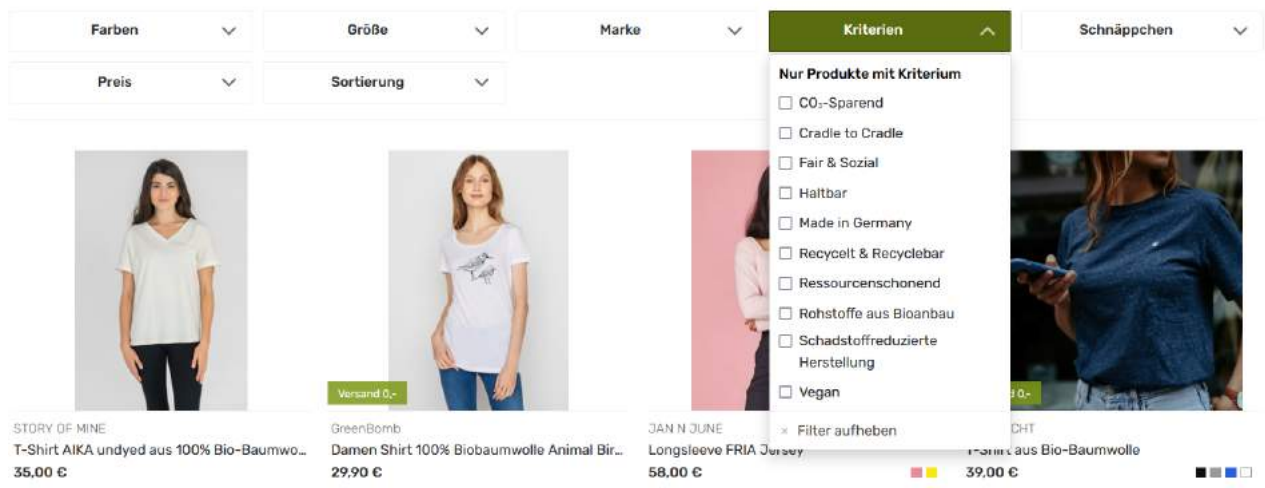 Farben
Größe
Marke
Kriterien
Schnäppchen
Preis
Sortierung
Nur Produkte mit Kriterium
CO₂-Sparend
Cradle to Cradle
Fair & Sozial
Haltbar
Made in Germany
Recycelt & Recyclebar
Ressourcenschonend
Rohstoffe aus Bioanbau
Schadstoffreduzierte
Herstellung
Vegan
× Filter aufheben
Versand 0,-
STORY OF MINE
T-Shirt AIKA undyed aus 100% Bio-Baumwo...
35,00 €
GreenBomb
Damen Shirt 100% Biobaumwolle Animal Bir...
29,90 €
JAN N JUNE
Longsleeve FRIA Jersey
58,00 €
0,-
CHT
T-Shirt aus Bio-Baumwolle
39,00 €